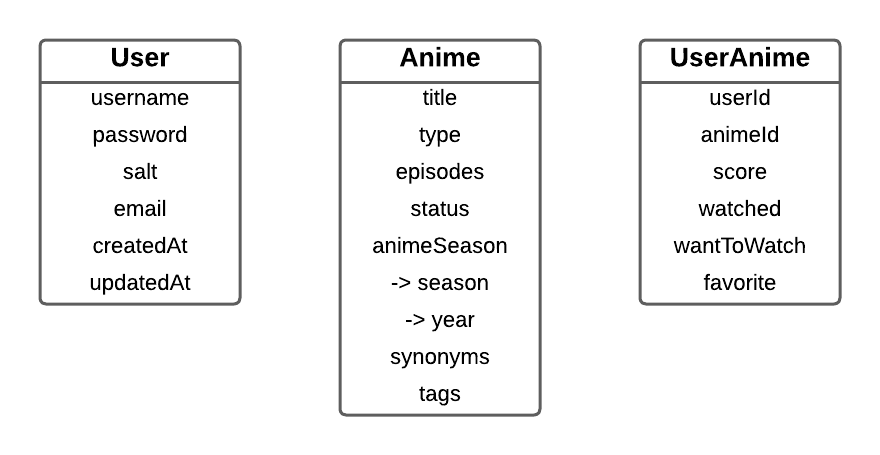 User
username
password
salt
email
createdAt
updatedAt
Anime
title
type
episodes
status
animeSeason
-> season
-> year
synonyms
tags
UserAnime
userId
animeId
score
watched
wantToWatch
favorite